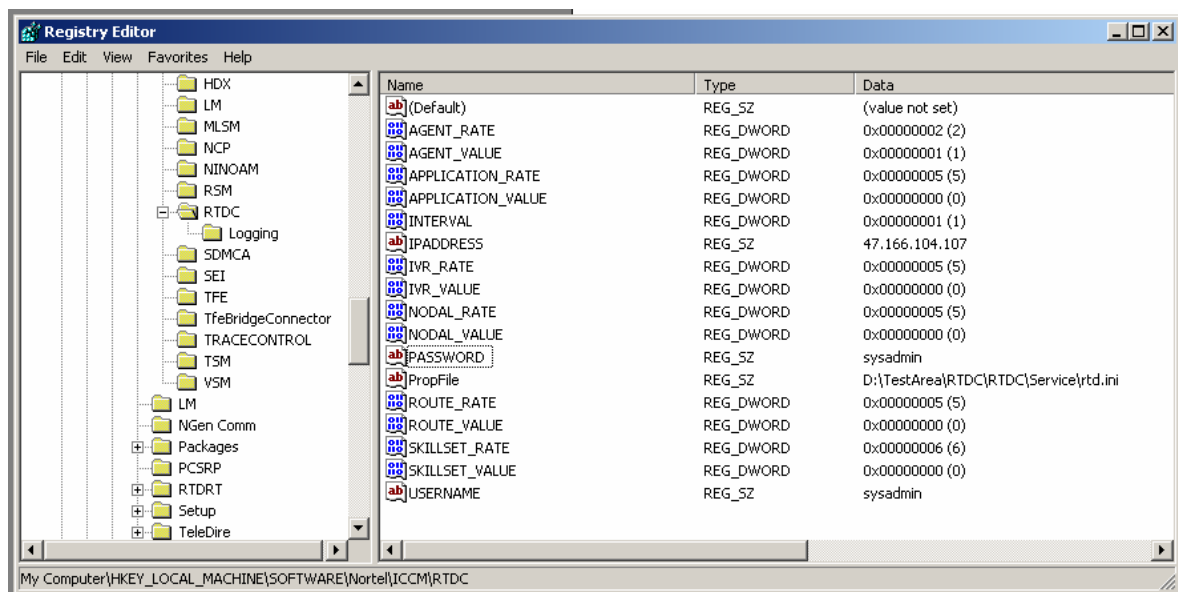 Registry Editor
File Edit View Favorites Help
HDX
LM
MLSM
NCP
NINOAM
RSM
RTDC
Logging
SDMCA
SEI
TFE
TfeBridgeConnector
TRACECONTROL
TSM
VSM
LM
NGen Comm
Packages
PCSRP
RTDRT
Setup
TeleDire
Name Type Data
(Default) REG_SZ (value not set)
AGENT_RATE REG_DWORD 0x00000002 (2)
AGENT_VALUE REG_DWORD 0x00000001 (1)
APPLICATION_RATE REG_DWORD 0x00000005 (5)
APPLICATION_VALUE REG_DWORD 0x00000000 (0)
INTERVAL REG_DWORD 0x00000001 (1)
IPADDRESS REG_SZ 47.166.104.107
IVR_RATE REG_DWORD 0x00000005 (5)
IVR_VALUE REG_DWORD 0x00000000 (0)
NODAL_RATE REG_DWORD 0x00000005 (5)
NODAL_VALUE REG_DWORD 0x00000000 (0)
PASSWORD REG_SZ sysadmin
PropFile REG_SZ D:\TestArea\RTDC\RTDC\Service\rtd.ini
ROUTE_RATE REG_DWORD 0x00000005 (5)
ROUTE_VALUE REG_DWORD 0x00000000 (0)
SKILLSET_RATE REG_DWORD 0x00000006 (6)
SKILLSET_VALUE REG_DWORD 0x00000000 (0)
USERNAME REG_SZ sysadmin
My Computer\HKEY_LOCAL_MACHINE\SOFTWARE\Nortel\ICCM\RTDC